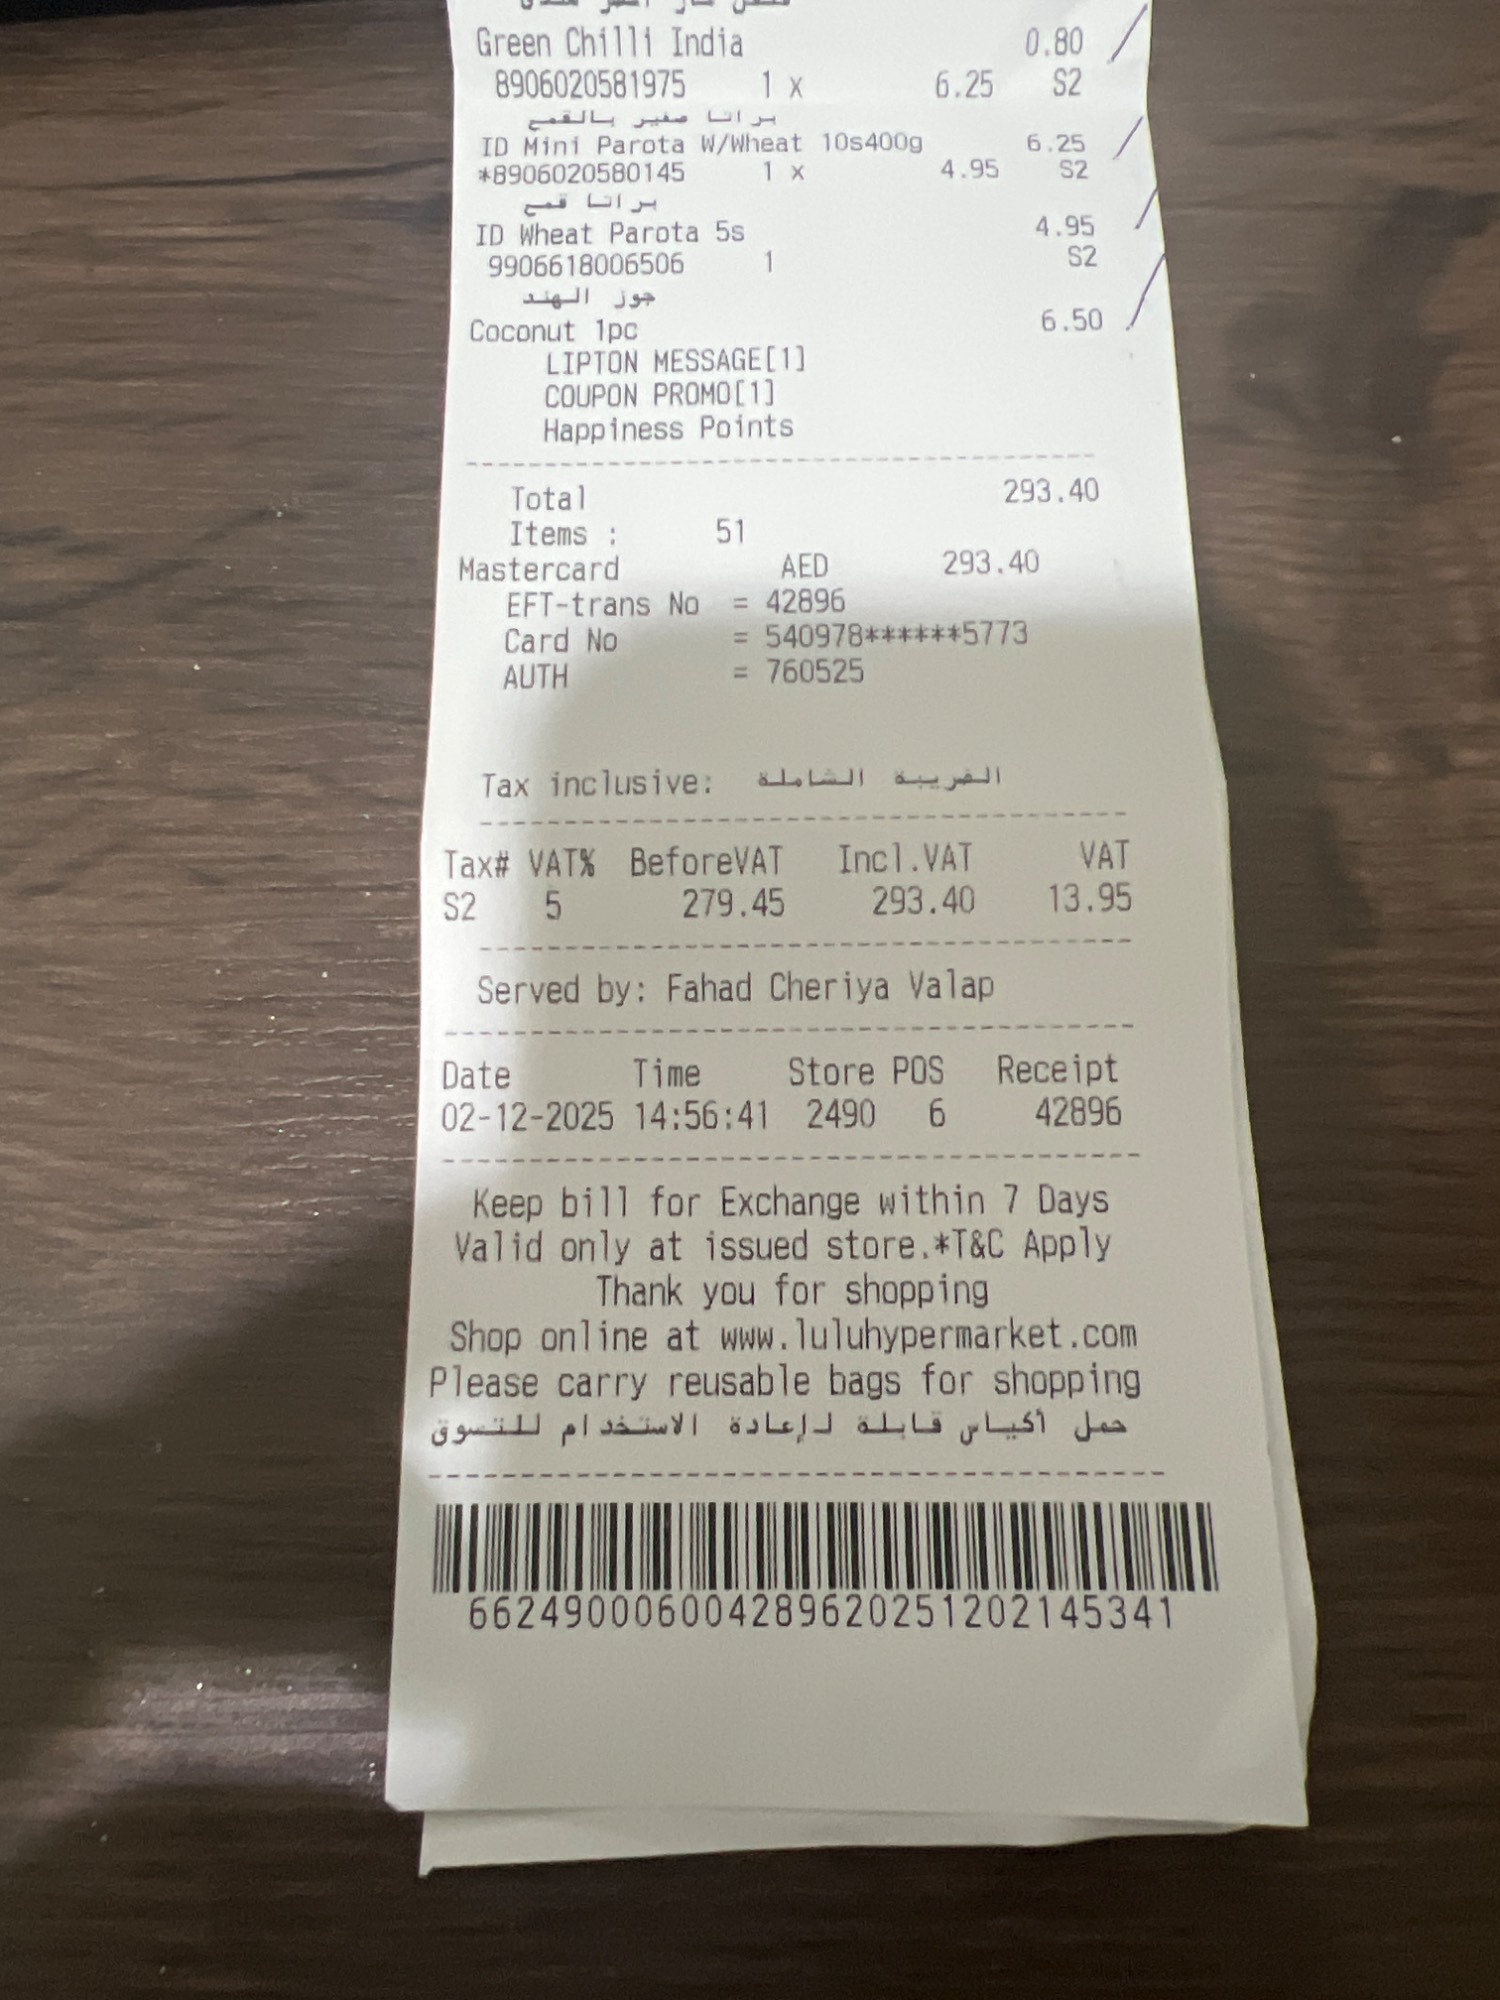 Green Chilli India 0.80
8906020581975 1 x 6.25 S2
براتا صغير بالقمح
ID Mini Parota W/Wheat 10s400g 6.25
*8906020580145 1 x 4.95 S2
براتا قمح
ID Wheat Parota 5s 4.95
9906618006506 1 S2
جوز الهند
Coconut 1pc 6.50
LIPTON MESSAGE[1]
COUPON PROMO[1]
Happiness Points
Total 293.40
Items : 51
Mastercard AED 293.40
EFT-trans No = 42896
Card No = 540978******5773
AUTH = 760525
Tax inclusive: الضريبة الشاملة
Tax# VAT% BeforeVAT Incl.VAT VAT
S2 5 279.45 293.40 13.95
Served by: Fahad Cheriya Valap
Date Time Store POS Receipt
02-12-2025 14:56:41 2490 6 42896
Keep bill for Exchange within 7 Days
Valid only at issued store.*T&C Apply
Thank you for shopping
Shop online at www.luluhypermarket.com
Please carry reusable bags for shopping
حمل أكياس قابلة لإعادة الاستخدام للتسوق
662490006004289620251202145341